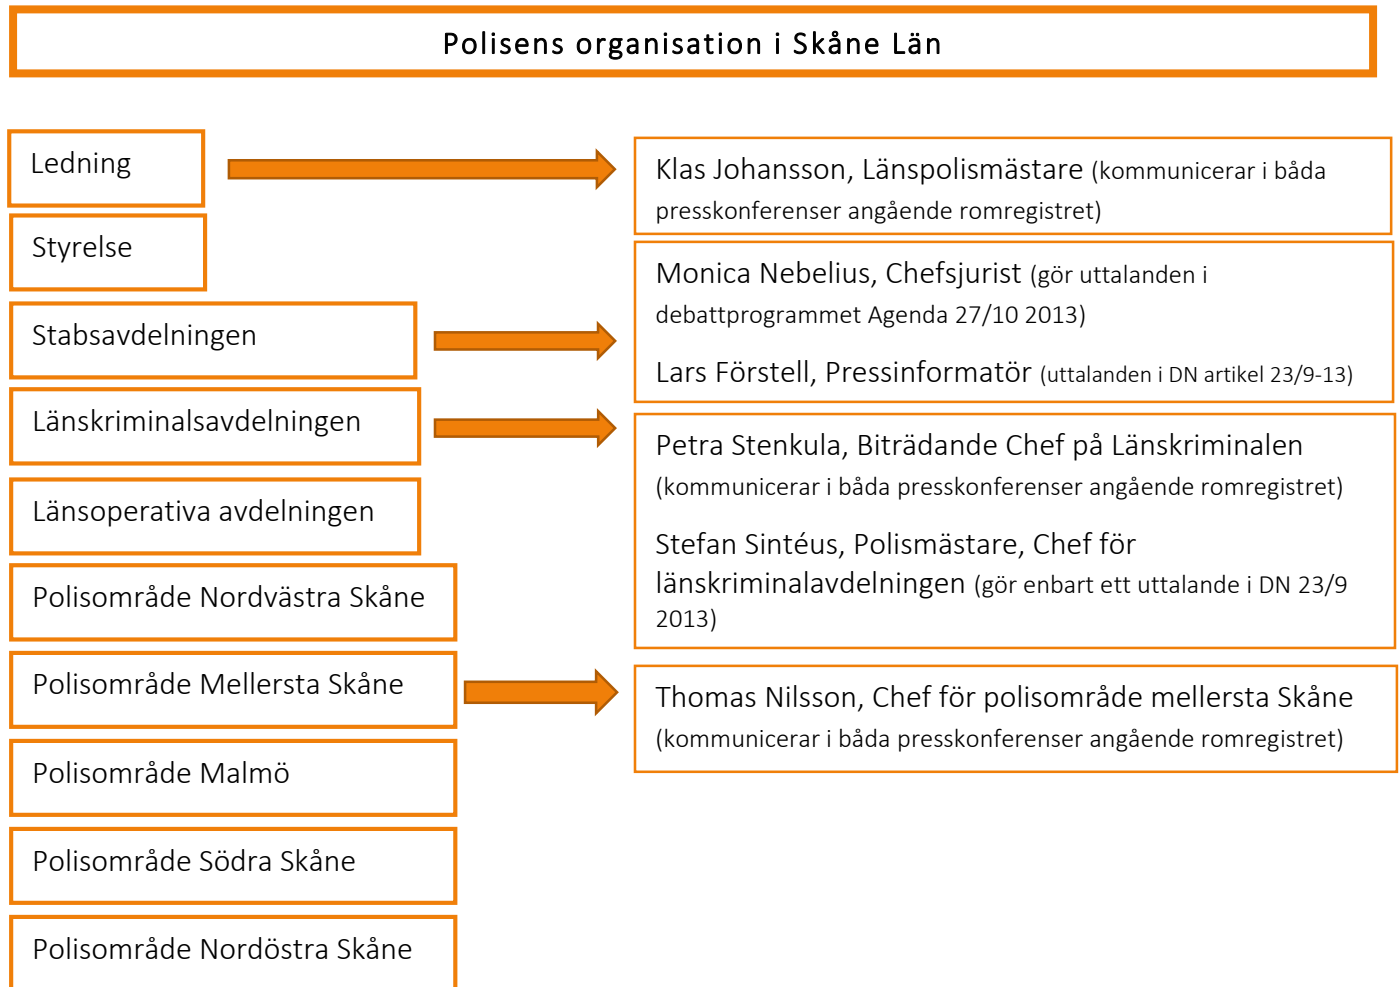 Polisens organisation i Skåne Län
Ledning
Klas Johansson, Länspolismästare (kommunicerar i båda
presskonferenser angående romregistret)
Styrelse
Stabsavdelningen
Monica Nebelius, Chefsjurist (gör uttalanden i
debattprogrammet Agenda 27/10 2013)
Lars Förstell, Pressinformatör (uttalanden i DN artikel 23/9-13)
Länskriminalsavdelningen
Petra Stenkula, Biträdande Chef på Länskriminalen
(kommunicerar i båda presskonferenser angående romregistret)
Stefan Sintéus, Polismästare, Chef för
länskriminalavdelningen (gör enbart ett uttalande i DN 23/9
2013)
Länsoperativa avdelningen
Polisområde Nordvästra Skåne
Polisområde Mellersta Skåne
Thomas Nilsson, Chef för polisområde mellersta Skåne
(kommunicerar i båda presskonferenser angående romregistret)
Polisområde Malmö
Polisområde Södra Skåne
Polisområde Nordöstra Skåne